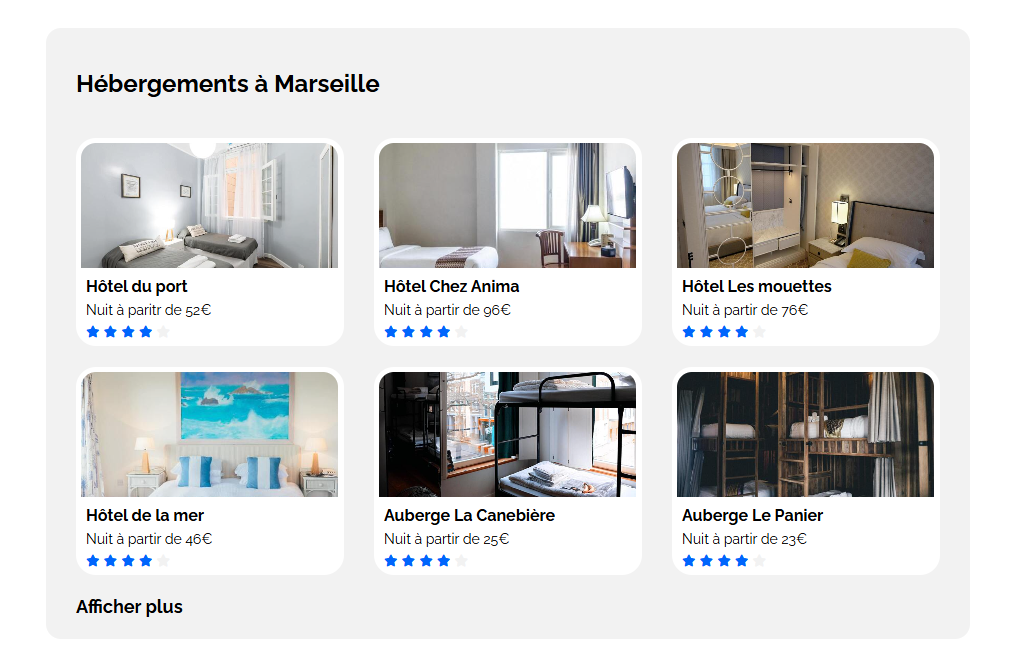 Hébergements à Marseille
Hôtel du port
Nuit à paritr de 52€
Hôtel Chez Anima
Nuit à partir de 96€
Hôtel Les mouettes
Nuit à partir de 76€
Hôtel de la mer
Nuit à partir de 46€
Auberge La Canebière
Nuit à partir de 25€
Auberge Le Panier
Nuit à partir de 23€
Afficher plus